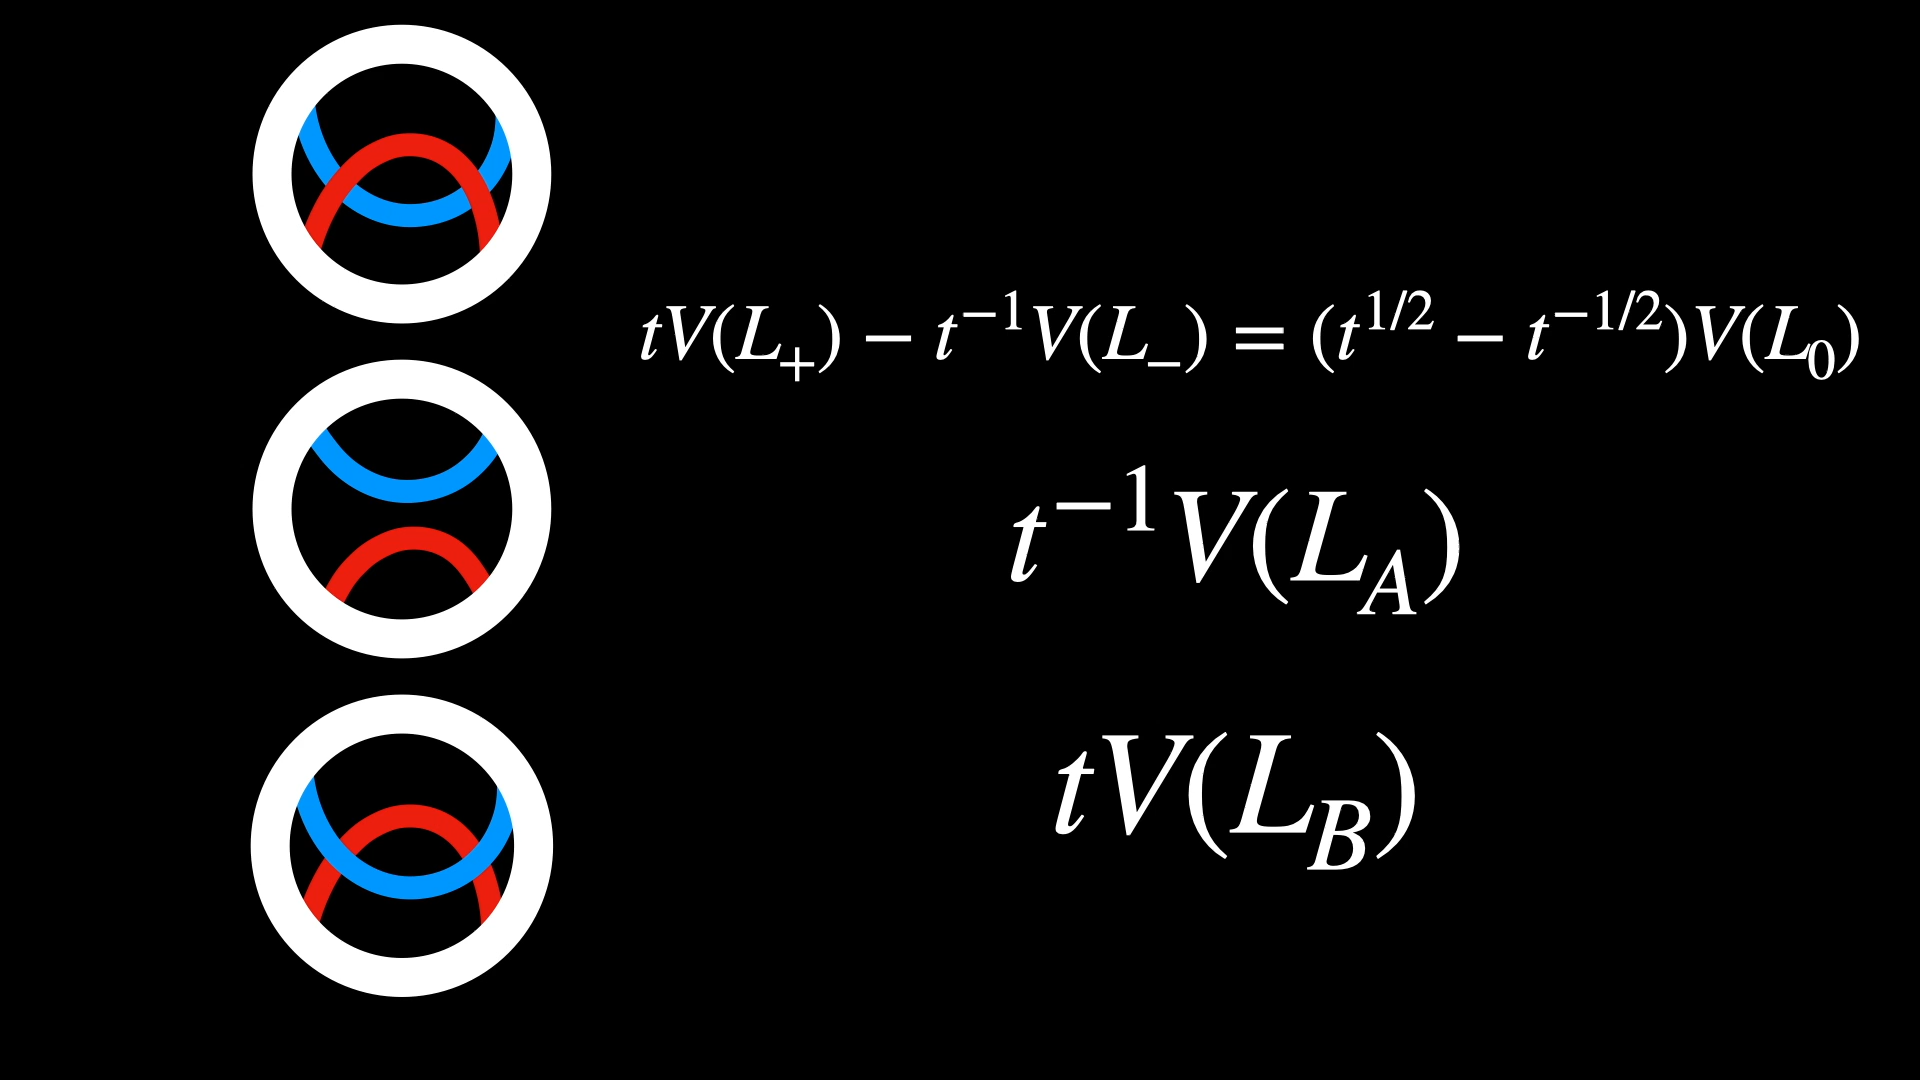 tV(L₊) − t⁻¹V(L₋) = (t^{1/2} − t^{−1/2})V(L₀)
t⁻¹V(L_A)
tV(L_B)